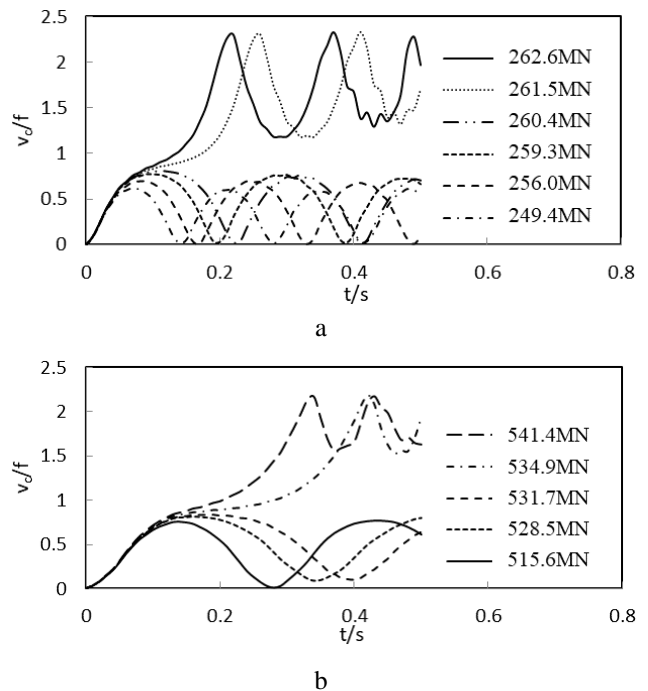 2.5
2
1.5
1
0.5
0
v_c/f
0 0.2 0.4 0.6 0.8
t/s
262.6MN
261.5MN
260.4MN
259.3MN
256.0MN
249.4MN
a
2.5
2
1.5
1
0.5
0
v_c/f
0 0.2 0.4 0.6 0.8
t/s
541.4MN
534.9MN
531.7MN
528.5MN
515.6MN
b